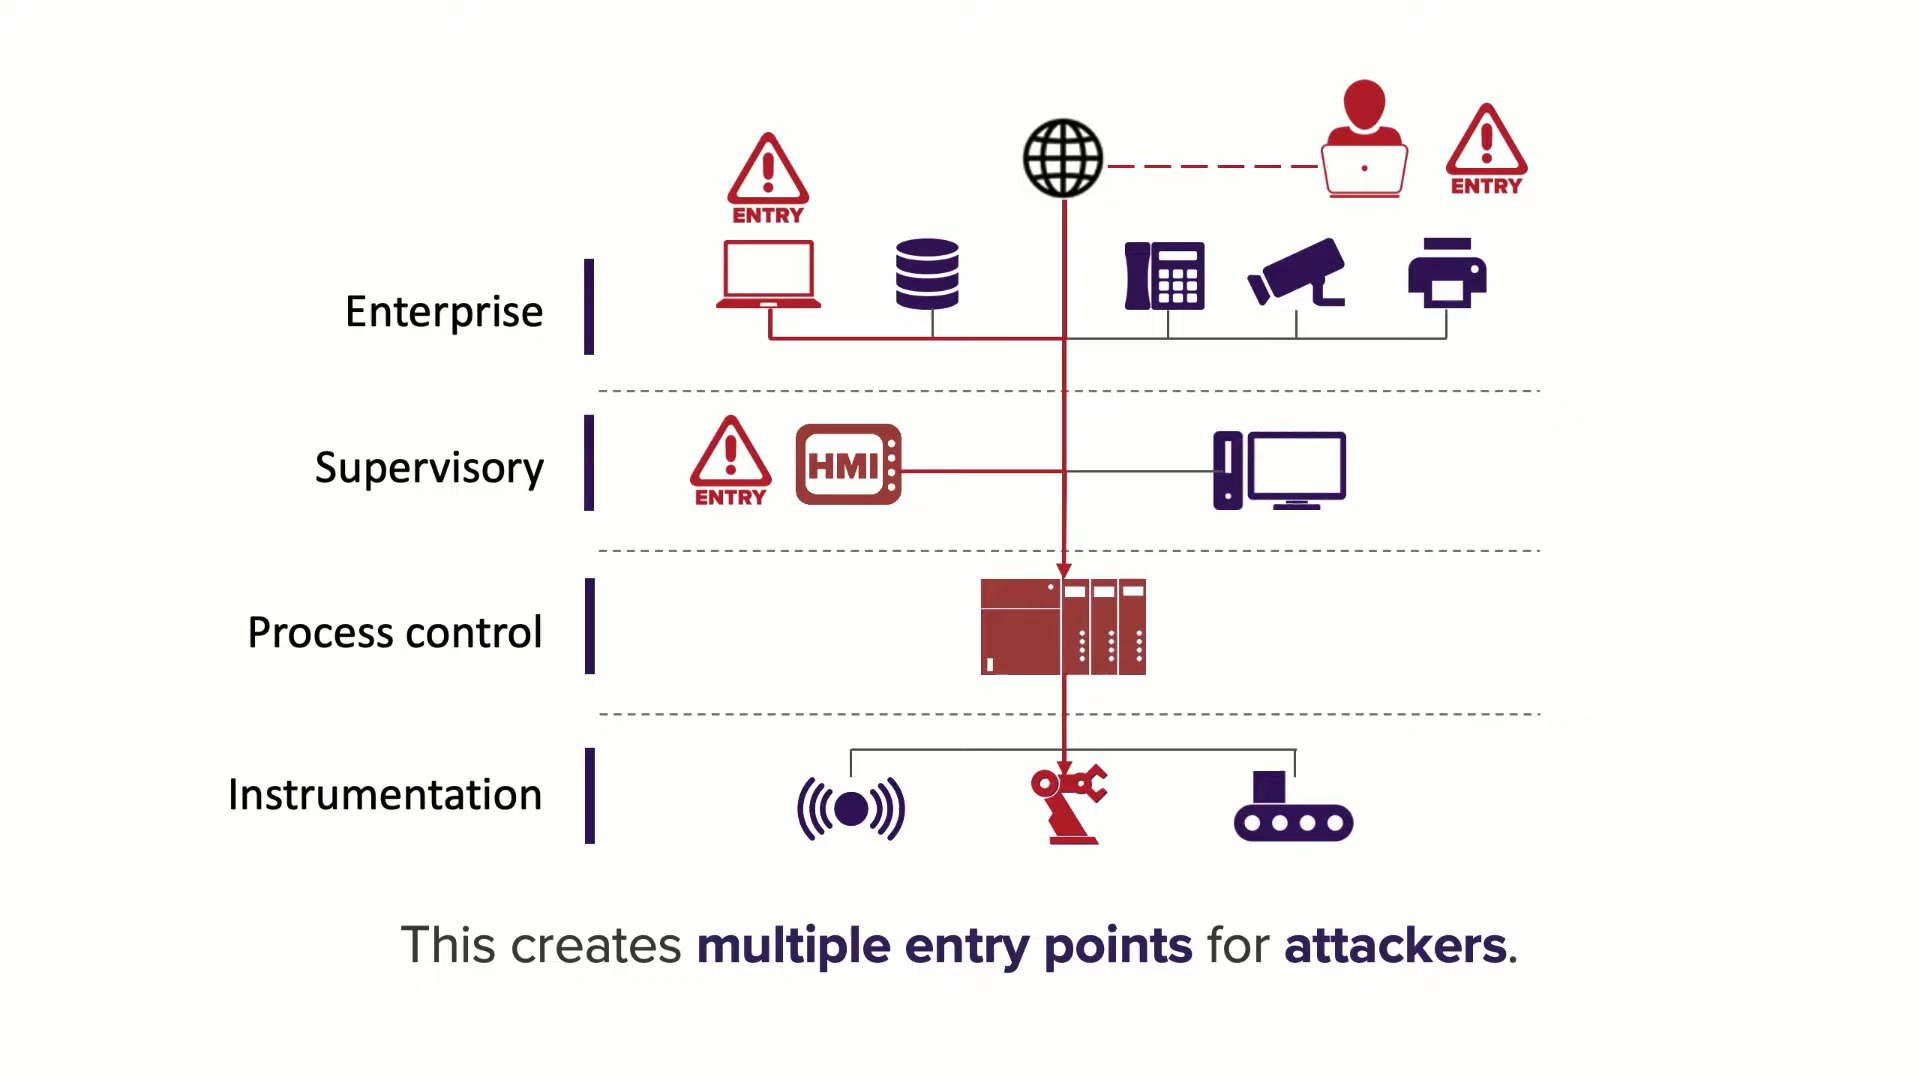 ENTRY
ENTRY
Enterprise
Supervisory
ENTRY
HMI
Process control
Instrumentation
This creates multiple entry points for attackers.